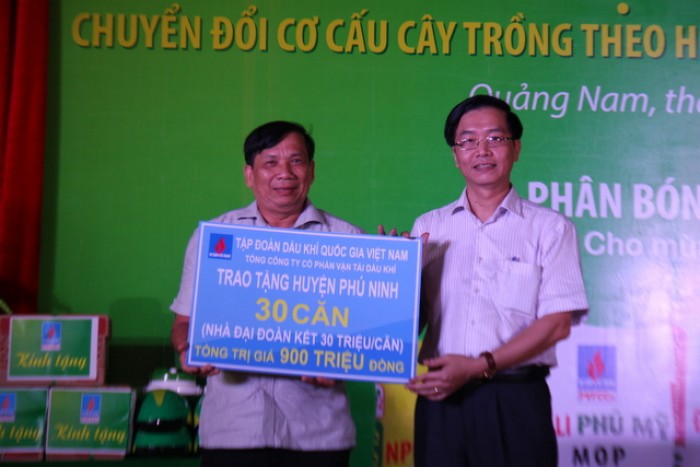 CHUYỂN ĐỔI CƠ CẤU CÂY TRỒNG THEO H
Quảng Nam, thá
PHÂN BÓN
Cho mù
TẬP ĐOÀN DẦU KHÍ QUỐC GIA VIỆT NAM
TỔNG CÔNG TY CỔ PHẦN VẬN TẢI DẦU KHÍ
TRAO TẶNG HUYỆN PHÚ NINH
30 CĂN
(NHÀ ĐẠI ĐOÀN KẾT 30 TRIỆU/CĂN)
TỔNG TRỊ GIÁ 900 TRIỆU ĐỒNG
Kính tặng
Kính tặng
Kính tặng
NP
LI PHÚ MỸ
MOP